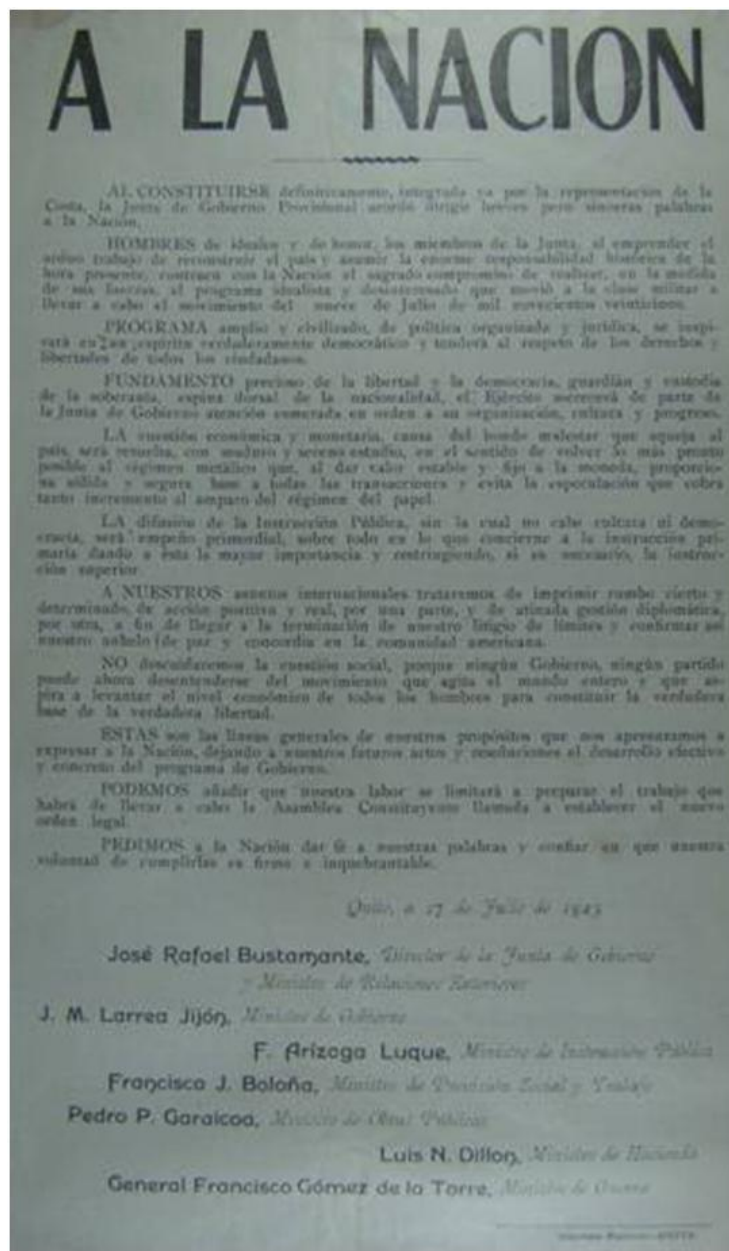 A LA NACION
AL CONSTITUIRSE definitivamente, integrada ya por la representación de la
Costa, la Junta de Gobierno Provisional acordó dirigir breves pero sinceras palabras
a la Nación.
HOMBRES de ideales y de honor, los miembros de la Junta, al emprender el
arduo trabajo de reconstruir el país y asumir la enorme responsabilidad histórica de la
hora presente, contraen con la Nación el sagrado compromiso de realizar, en la medida
de sus fuerzas, el programa idealista y desinteresado que movió a la clase militar a
llevar a cabo el movimiento del nueve de Julio de mil novecientos veinticinco.
PROGRAMA amplio y civilizado, de política organizada y jurídica, se inspi-
rará en un espíritu verdaderamente democrático y tenderá al respeto de los derechos y
libertades de todos los ciudadanos.
FUNDAMENTO precioso de la libertad y la democracia, guardián y custodia
de la soberanía, espina dorsal de la nacionalidad, el Ejército merecerá de parte de
la Junta de Gobierno atención esmerada en orden a su organización, cultura y progreso.
LA cuestión económica y monetaria, causa del hondo malestar que aqueja al
país, será resuelta, con maduro y sereno estudio, en el sentido de volver lo más pronto
posible al régimen metálico que, al dar valor estable y fijo a la moneda, proporcio-
na sólida y segura base a todas las transacciones y evita la especulación que cobra
tanto incremento al amparo del régimen del papel.
LA difusión de la Instrucción Pública, sin la cual no cabe cultura ni demo-
cracia, será empeño primordial, sobre todo en lo que concierne a la instrucción pri-
maria dando a ésta la mayor importancia y restringiendo, si es necesario, la instruc-
ción superior.
A NUESTROS asuntos internacionales trataremos de imprimir rumbo cierto y
determinado, de acción positiva y real, por una parte, y de atinada gestión diplomática,
por otra, a fin de llegar a la terminación de nuestro litigio de límites y confirmar así
nuestro anhelo de paz y concordia en la comunidad americana.
NO descuidaremos la cuestión social, porque ningún Gobierno, ningún partido
puede ahora desentenderse del movimiento que agita el mundo entero y que as-
pira a levantar el nivel económico de todos los hombres para constituir la verdadera
base de la verdadera libertad.
ESTAS son las líneas generales de nuestros propósitos que nos apresuramos a
expresar a la Nación, dejando a nuestros futuros actos y resoluciones el desarrollo efectivo
y concreto del programa de Gobierno.
PODEMOS añadir que nuestra labor se limitará a preparar el trabajo que
habrá de llevar a cabo la Asamblea Constituyente llamada a establecer el nuevo
orden legal.
PEDIMOS a la Nación dar fé a nuestras palabras y confiar en que nuestra
voluntad de cumplirlas es firme e inquebrantable.
Quito, a 17 de Julio de 1925
José Rafael Bustamante, Director de la Junta de Gobierno
y Ministro de Relaciones Exteriores
J. M. Larrea Jijón, Ministro de Gobierno
F. Arízaga Luque, Ministro de Instrucción Pública
Francisco J. Boloña, Ministro de Previsión Social y Trabajo
Pedro P. Garaicoa, Ministro de Obras Públicas
Luis N. Dillon, Ministro de Hacienda
General Francisco Gómez de la Torre, Ministro de Guerra